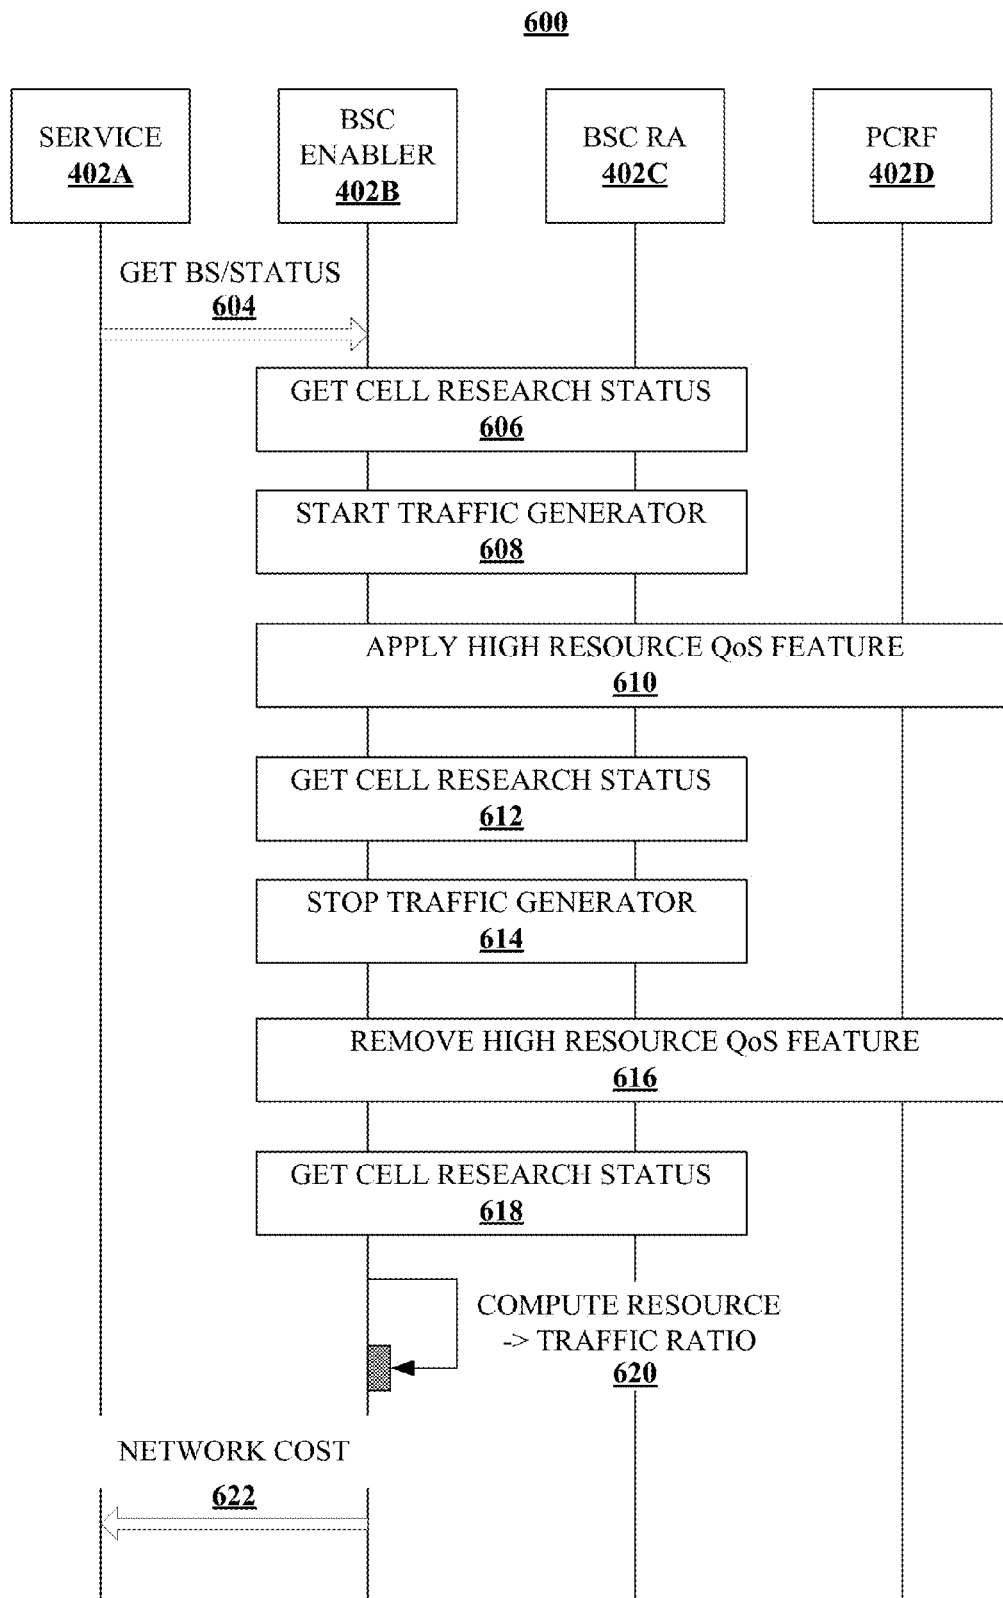 600
SERVICE
402A
BSC
ENABLER
402B
BSC RA
402C
PCRF
402D
GET BS/STATUS
604
GET CELL RESEARCH STATUS
606
START TRAFFIC GENERATOR
608
APPLY HIGH RESOURCE QoS FEATURE
610
GET CELL RESEARCH STATUS
612
STOP TRAFFIC GENERATOR
614
REMOVE HIGH RESOURCE QoS FEATURE
616
GET CELL RESEARCH STATUS
618
COMPUTE RESOURCE
-> TRAFFIC RATIO
620
NETWORK COST
622